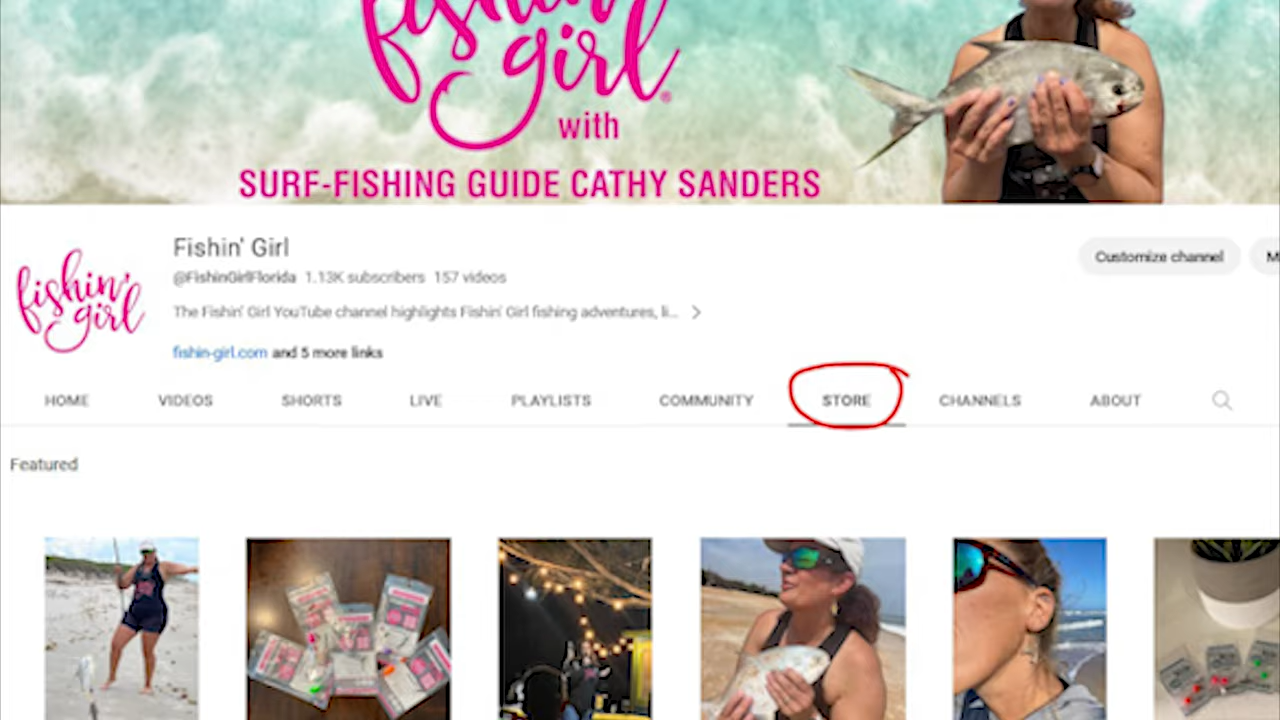 fishin'
girl®
with
SURF-FISHING GUIDE CATHY SANDERS
fishin'
girl
Fishin' Girl
@FishinGirlFlorida 1.13K subscribers 157 videos
The Fishin' Girl YouTube channel highlights Fishin' Girl fishing adventures, li...
fishin-girl.com and 5 more links
Customize channel
M
HOME VIDEOS SHORTS LIVE PLAYLISTS COMMUNITY STORE CHANNELS ABOUT
Featured